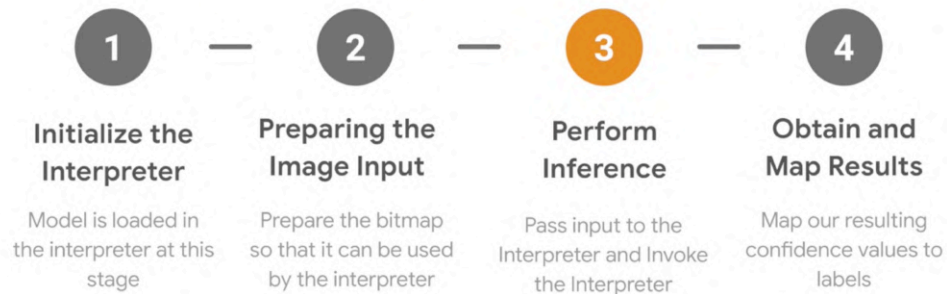 1
2
3
4
Initialize the
Interpreter
Model is loaded in
the interpreter at this
stage
Preparing the
Image Input
Prepare the bitmap
so that it can be used
by the interpreter
Perform
Inference
Pass input to the
Interpreter and Invoke
the Interpreter
Obtain and
Map Results
Map our resulting
confidence values to
labels